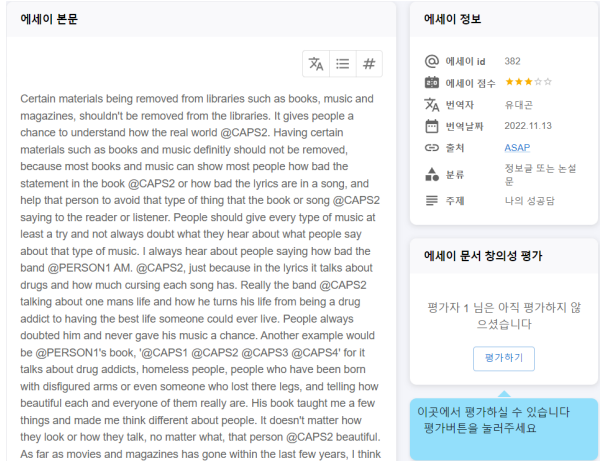 에세이 본문
Certain materials being removed from libraries such as books, music and
magazines, shouldn't be removed from the libraries. It gives people a
chance to understand how the real world @CAPS2. Having certain
materials such as books and music definitly should not be removed,
because most books and music can show most people how bad the
statement in the book @CAPS2 or how bad the lyrics are in a song, and
help that person to avoid that type of thing that the book or song @CAPS2
saying to the reader or listener. People should give every type of music at
least a try and not always doubt what they hear about what people say
about that type of music. I always hear about people saying how bad the
band @PERSON1 AM. @CAPS2, just because in the lyrics it talks about
drugs and how much cursing each song has. Really the band @CAPS2
talking about one mans life and how he turns his life from being a drug
addict to having the best life someone could ever live. People always
doubted him and never gave his music a chance. Another example would
be @PERSON1's book, '@CAPS1 @CAPS2 @CAPS3 @CAPS4' for it
talks about drug addicts, homeless people, people who have been born
with disfigured arms or even someone who lost there legs, and telling how
beautiful each and everyone of them really are. His book taught me a few
things and made me think different about people. It doesn't matter how
they look or how they talk, no matter what, that person @CAPS2 beautiful.
As far as movies and magazines has gone within the last few years, I think
에세이 정보
에세이 id 382
에세이 점수
번역자 유대곤
번역날짜 2022.11.13
출처 ASAP
분류 정보글 또는 논설
문
주제 나의 성공담
에세이 문서 창의성 평가
평가자 1 님은 아직 평가하지 않
으셨습니다
평가하기
이곳에서 평가하실 수 있습니다
평가버튼을 눌러주세요